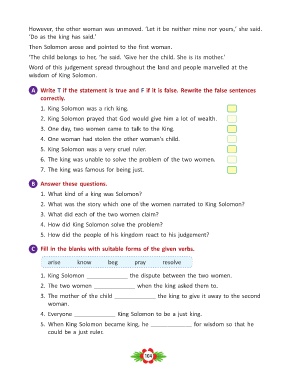 However, the other woman was unmoved. 'Let it be neither mine nor yours,' she said.
'Do as the king has said.'
Then Solomon arose and pointed to the first woman.
'The child belongs to her, 'he said. 'Give her the child. She is its mother.'
Word of this judgement spread throughout the land and people marvelled at the
wisdom of King Solomon.
A Write T if the statement is true and F if it is false. Rewrite the false sentences
correctly.
1. King Solomon was a rich king.
2. King Solomon prayed that God would give him a lot of wealth.
3. One day, two women came to talk to the King.
4. One woman had stolen the other woman's child.
5. King Solomon was a very cruel ruler.
6. The king was unable to solve the problem of the two women.
7. The king was famous for being just.
B Answer these questions.
1. What kind of a king was Solomon?
2. What was the story which one of the women narrated to King Solomon?
3. What did each of the two women claim?
4. How did King Solomon solve the problem?
5. How did the people of his kingdom react to his judgement?
C Fill in the blanks with suitable forms of the given verbs.
arise know beg pray resolve
1. King Solomon ____________ the dispute between the two women.
2. The two women ____________ when the king asked them to.
3. The mother of the child ____________ the king to give it away to the second
woman.
4. Everyone ____________ King Solomon to be a just king.
5. When King Solomon became king, he ____________ for wisdom so that he
could be a just ruler.
104